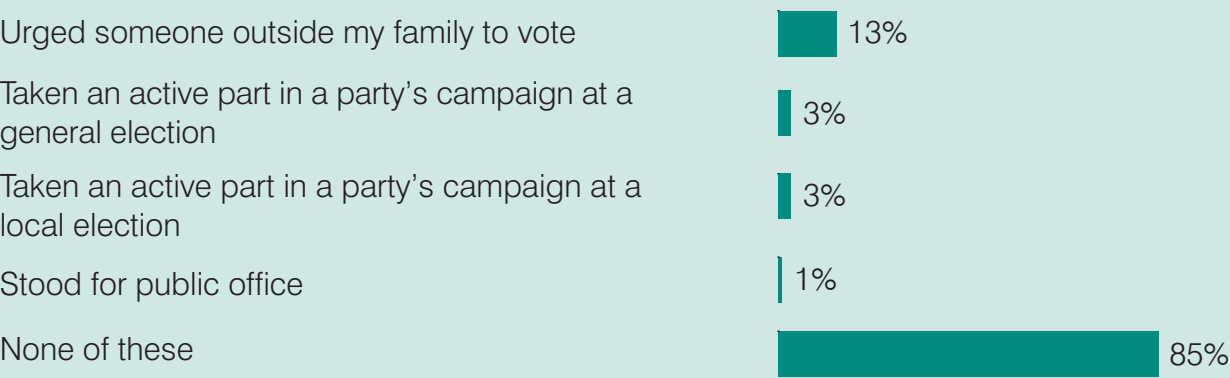 Urged someone outside my family to vote 13%
Taken an active part in a party’s campaign at a
general election 3%
Taken an active part in a party’s campaign at a
local election 3%
Stood for public office 1%
None of these 85%